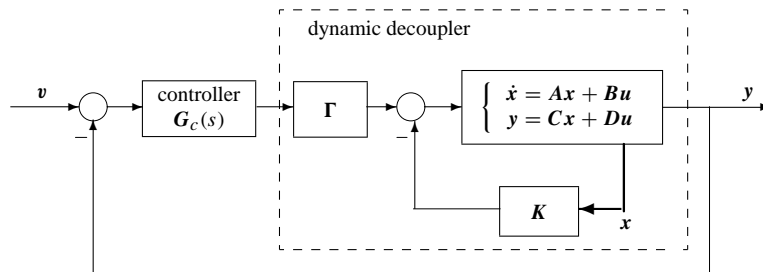 dynamic decoupler
v
controller
G_c(s)
Γ
ẋ = Ax + Bu
y = Cx + Du
y
−
−
K
x